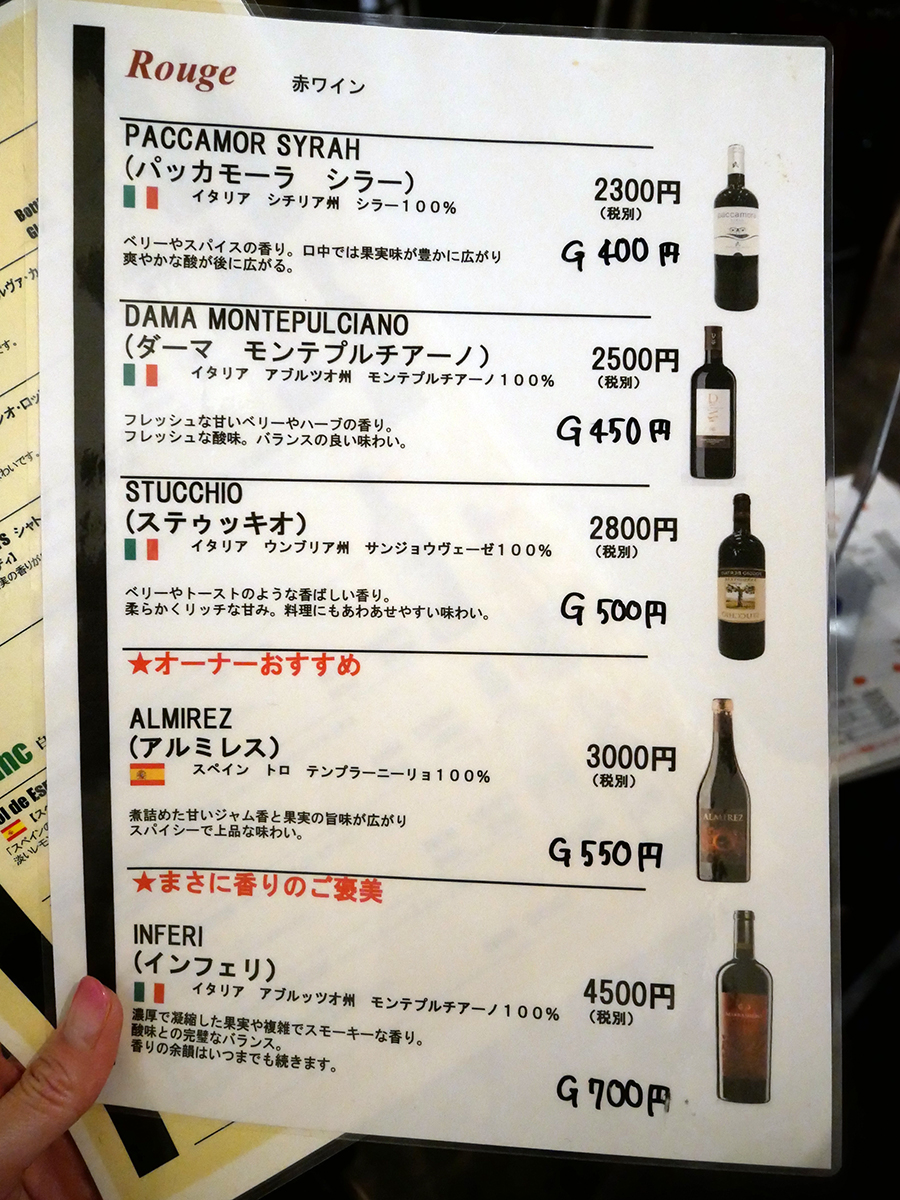 Rouge 赤ワイン
PACCAMOR SYRAH
(パッカモーラ シラー)
イタリア シチリア州 シラー100%
2300円
(税別)
ベリーやスパイスの香り。口中では果実味が豊かに広がり
爽やかな酸が後に広がる。
G 400円
DAMA MONTEPULCIANO
(ダーマ モンテプルチアーノ)
イタリア アブルツオ州 モンテプルチアーノ100%
2500円
(税別)
フレッシュな甘いベリーやハーブの香り。
フレッシュな酸味。バランスの良い味わい。
G 450円
STUCCHIO
(ステゥッキオ)
イタリア ウンブリア州 サンジョウヴェーゼ100%
2800円
(税別)
ベリーやトーストのような香ばしい香り。
柔らかくリッチな甘み。料理にもあわあせやすい味わい。
G 500円
★オーナーおすすめ
ALMIREZ
(アルミレス)
スペイン トロ テンプラーニーリョ100%
3000円
(税別)
煮詰めた甘いジャム香と果実の旨味が広がり
スパイシーで上品な味わい。
G 550円
ALMIREZ
★まさに香りのご褒美
INFERI
(インフェリ)
イタリア アブルッツオ州 モンテプルチアーノ100%
4500円
(税別)
濃厚で凝縮した果実や複雑でスモーキーな香り。
酸味との完璧なバランス。
香りの余韻はいつまでも続きます。
G 700円